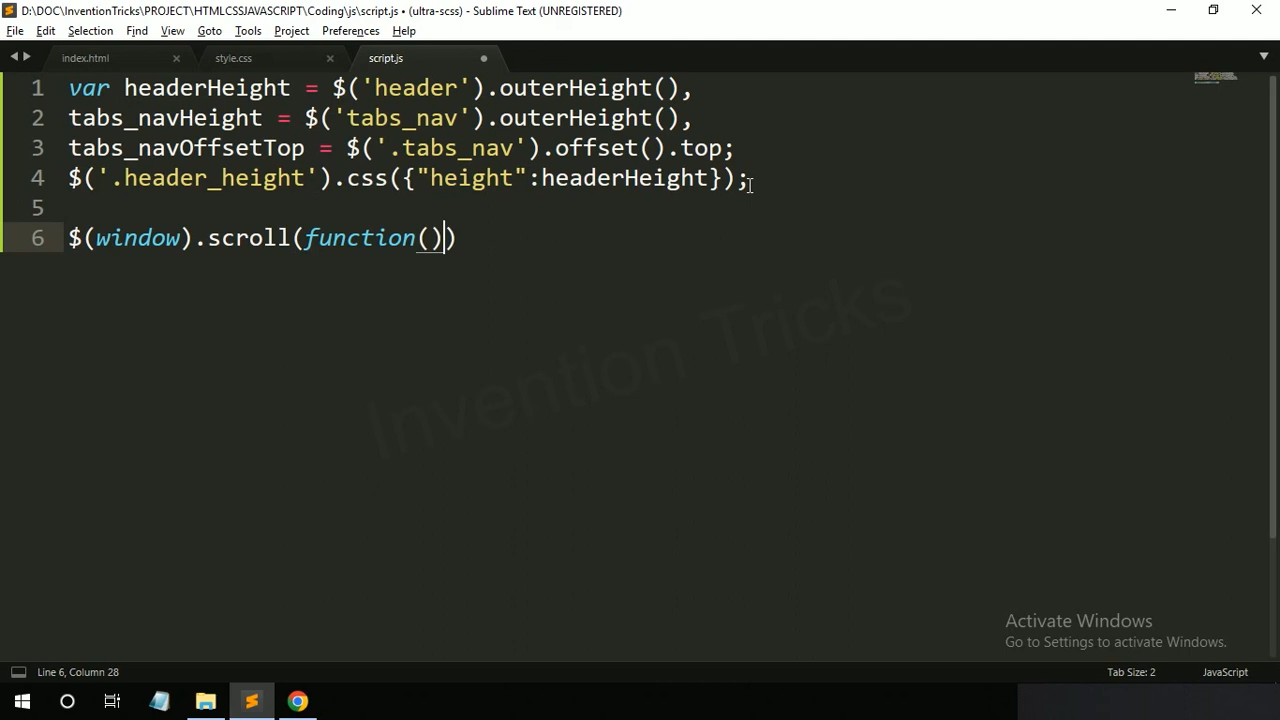 D:\DOC\InventionTricks\PROJECT\HTMLCSSJAVASCRIPT\Coding\js\script.js • (ultra-scss) - Sublime Text (UNREGISTERED)
File Edit Selection Find View Goto Tools Project Preferences Help
index.html style.css script.js
1 var headerHeight = $('header').outerHeight(),
2 tabs_navHeight = $('tabs_nav').outerHeight(),
3 tabs_navOffsetTop = $('.tabs_nav').offset().top;
4 $('.header_height').css({"height":headerHeight});
5
6 $(window).scroll(function())
Invention Tricks
Activate Windows
Go to Settings to activate Windows.
Line 6, Column 28 Tab Size: 2 JavaScript